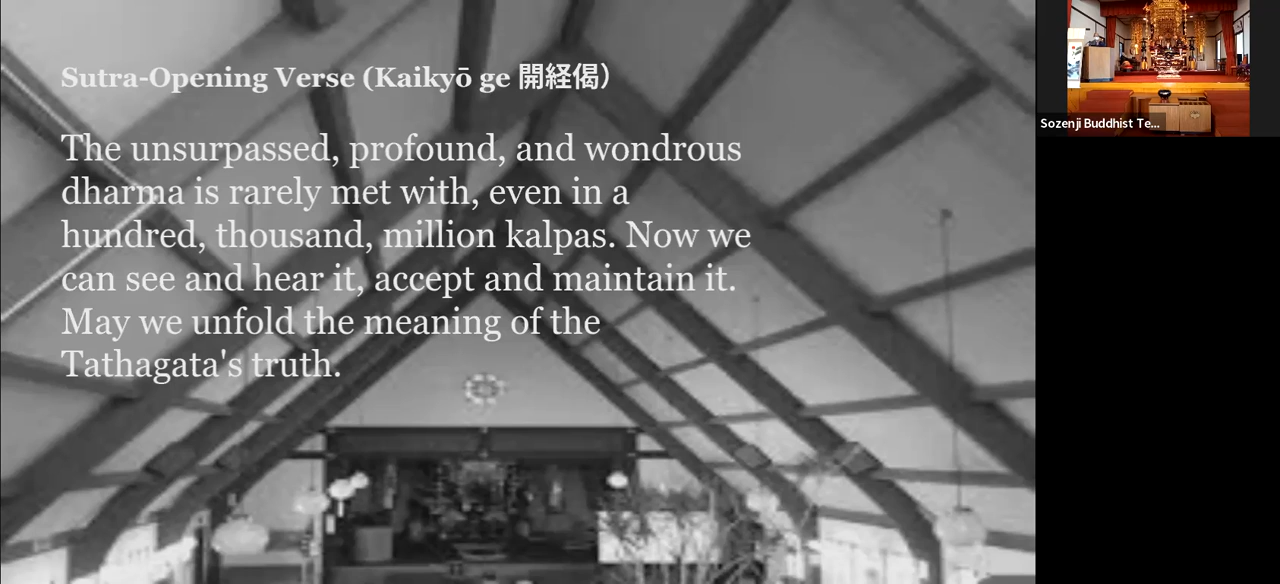 Sutra-Opening Verse (Kaikyō ge 開経偈）
The unsurpassed, profound, and wondrous
dharma is rarely met with, even in a
hundred, thousand, million kalpas. Now we
can see and hear it, accept and maintain it.
May we unfold the meaning of the
Tathagata's truth.
Sozenji Buddhist Te...